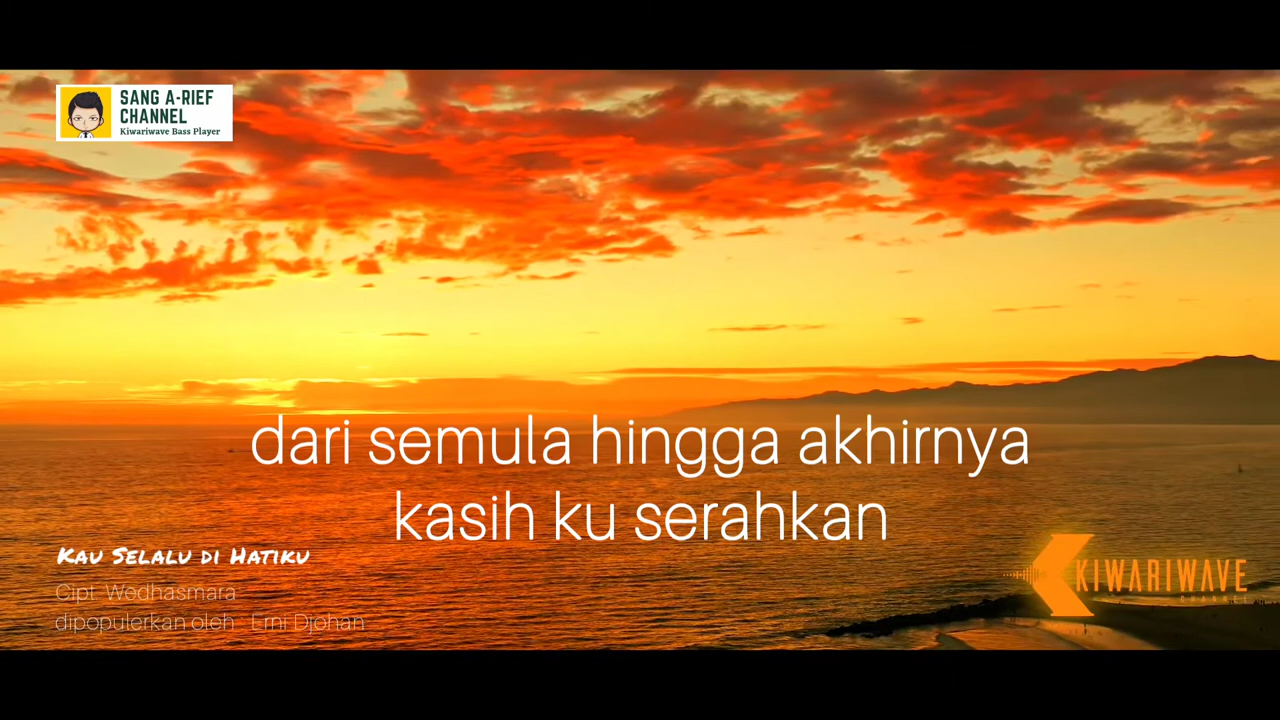 SANG A-RIEF
CHANNEL
Kiwariwave Bass Player
dari semula hingga akhirnya
kasih ku serahkan
Kau Selalu di Hatiku
Cipt. Wedhasmara
dipopulerkan oleh : Erni Djohan
KIWARIWAVE
CHANNEL